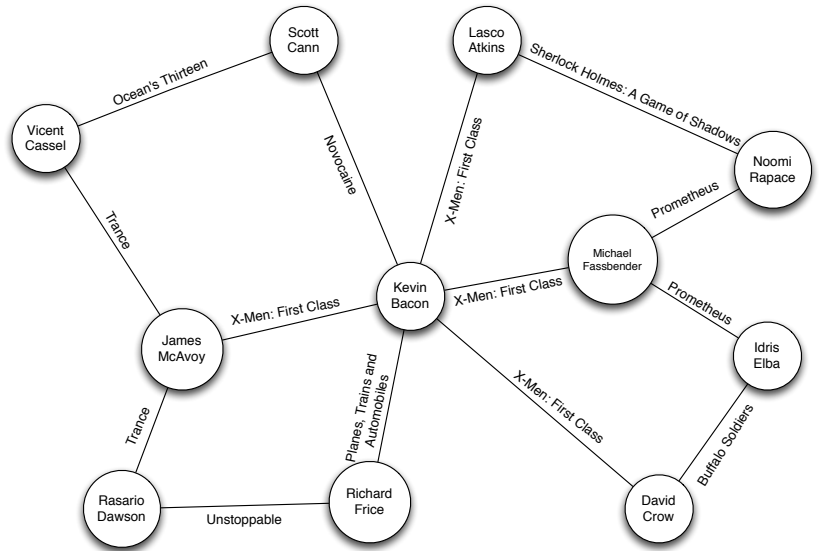 Scott
Cann
Lasco
Atkins
Ocean's Thirteen
Sherlock Holmes: A Game of Shadows
Vicent
Cassel
Novocaine
X-Men: First Class
Noomi
Rapace
Prometheus
Trance
Michael
Fassbender
Kevin
Bacon
X-Men: First Class
X-Men: First Class
Prometheus
James
McAvoy
Idris
Elba
Trance
Planes, Trains and
Automobiles
X-Men: First Class
Buffalo Soldiers
Rasario
Dawson
Unstoppable
Richard
Frice
David
Crow